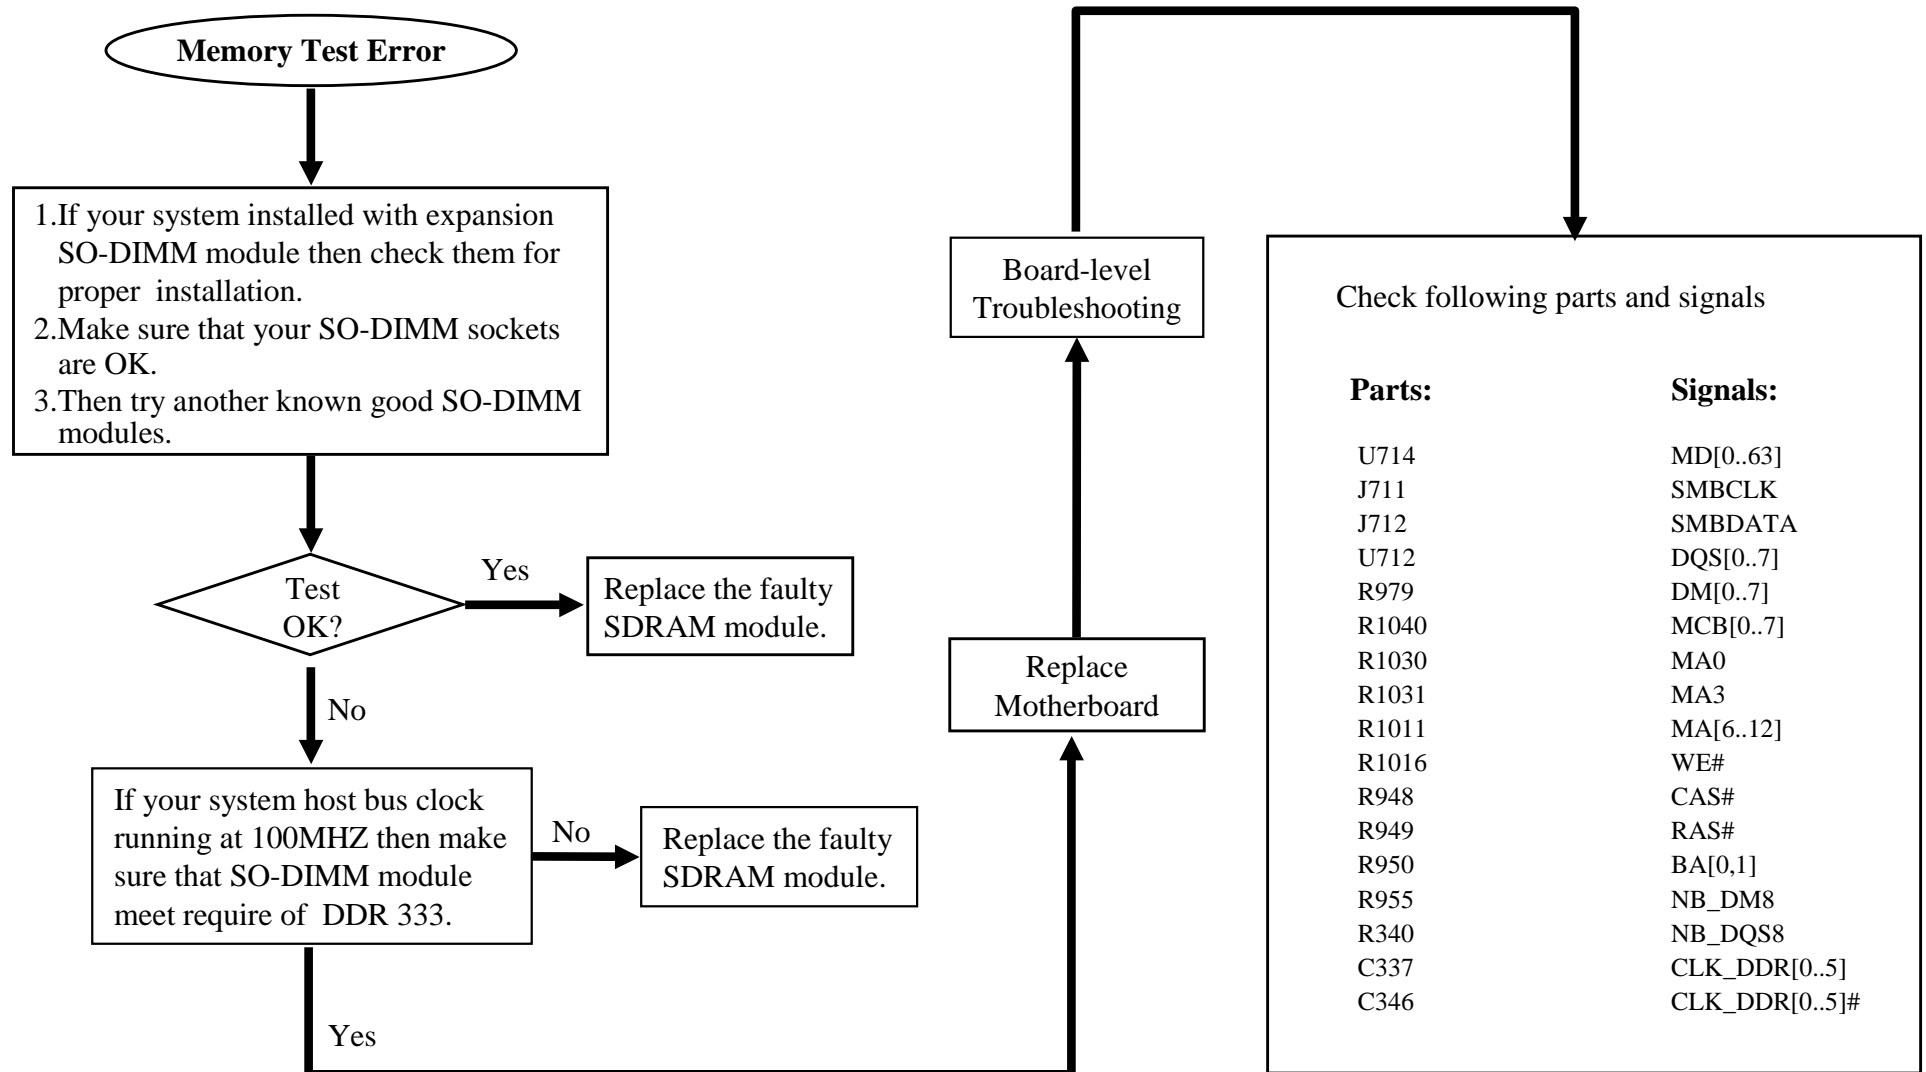 Memory Test Error
1.If your system installed with expansion
SO-DIMM module then check them for
proper  installation.
2.Make sure that your SO-DIMM sockets
are OK.
3.Then try another known good SO-DIMM
modules.
Test
OK?
Yes
Replace the faulty
SDRAM module.
No
If your system host bus clock
running at 100MHZ then make
sure that SO-DIMM module
meet require of  DDR 333.
No
Replace the faulty
SDRAM module.
Yes
Replace
Motherboard
Board-level
Troubleshooting
Check following parts and signals
Parts:
U714
J711
J712
U712
R979
R1040
R1030
R1031
R1011
R1016
R948
R949
R950
R955
R340
C337
C346
Signals:
MD[0..63]
SMBCLK
SMBDATA
DQS[0..7]
DM[0..7]
MCB[0..7]
MA0
MA3
MA[6..12]
WE#
CAS#
RAS#
BA[0,1]
NB_DM8
NB_DQS8
CLK_DDR[0..5]
CLK_DDR[0..5]#